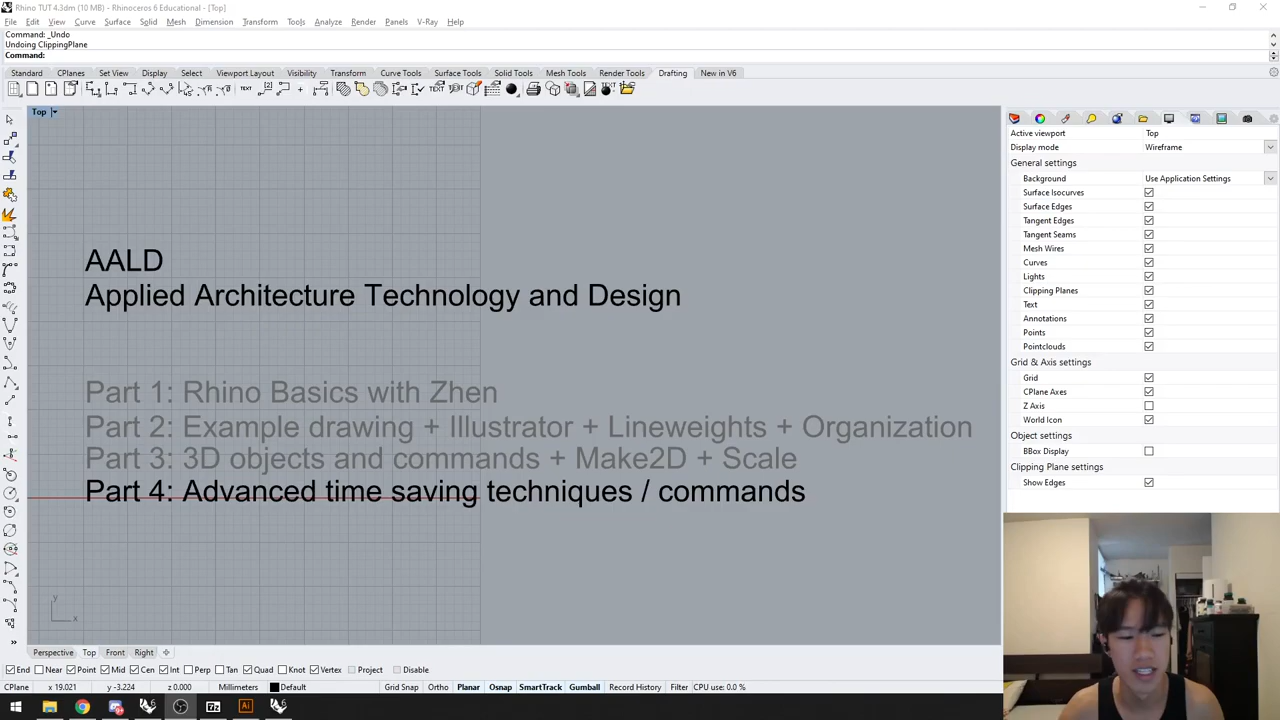 Rhino TUT 4.3dm (10 MB) - Rhinoceros 6 Educational - [Top]
File Edit View Curve Surface Solid Mesh Dimension Transform Tools Analyze Render Panels V-Ray Help
Command: _Undo
Undoing ClippingPlane
Command:
Standard CPlanes Set View Display Select Viewport Layout Visibility Transform Curve Tools Surface Tools Solid Tools Mesh Tools Render Tools Drafting New in V6
Top
Active viewport Top
Display mode Wireframe
General settings
Background Use Application Settings
Surface Isocurves
Surface Edges
Tangent Edges
Tangent Seams
Mesh Wires
Curves
Lights
Clipping Planes
Text
Annotations
Points
Pointclouds
Grid & Axis settings
Grid
CPlane Axes
Z Axis
World Icon
Object settings
BBox Display
Clipping Plane settings
Show Edges
AALD
Applied Architecture Technology and Design
Part 1: Rhino Basics with Zhen
Part 2: Example drawing + Illustrator + Lineweights + Organization
Part 3: 3D objects and commands + Make2D + Scale
Part 4: Advanced time saving techniques / commands
y
x
Perspective Top Front Right
End Near Point Mid Cen Int Perp Tan Quad Knot Vertex Project Disable
CPlane x 19.021 y -3.224 z 0.000 Millimeters Default Grid Snap Ortho Planar Osnap SmartTrack Gumball Record History Filter CPU use: 0.0 %